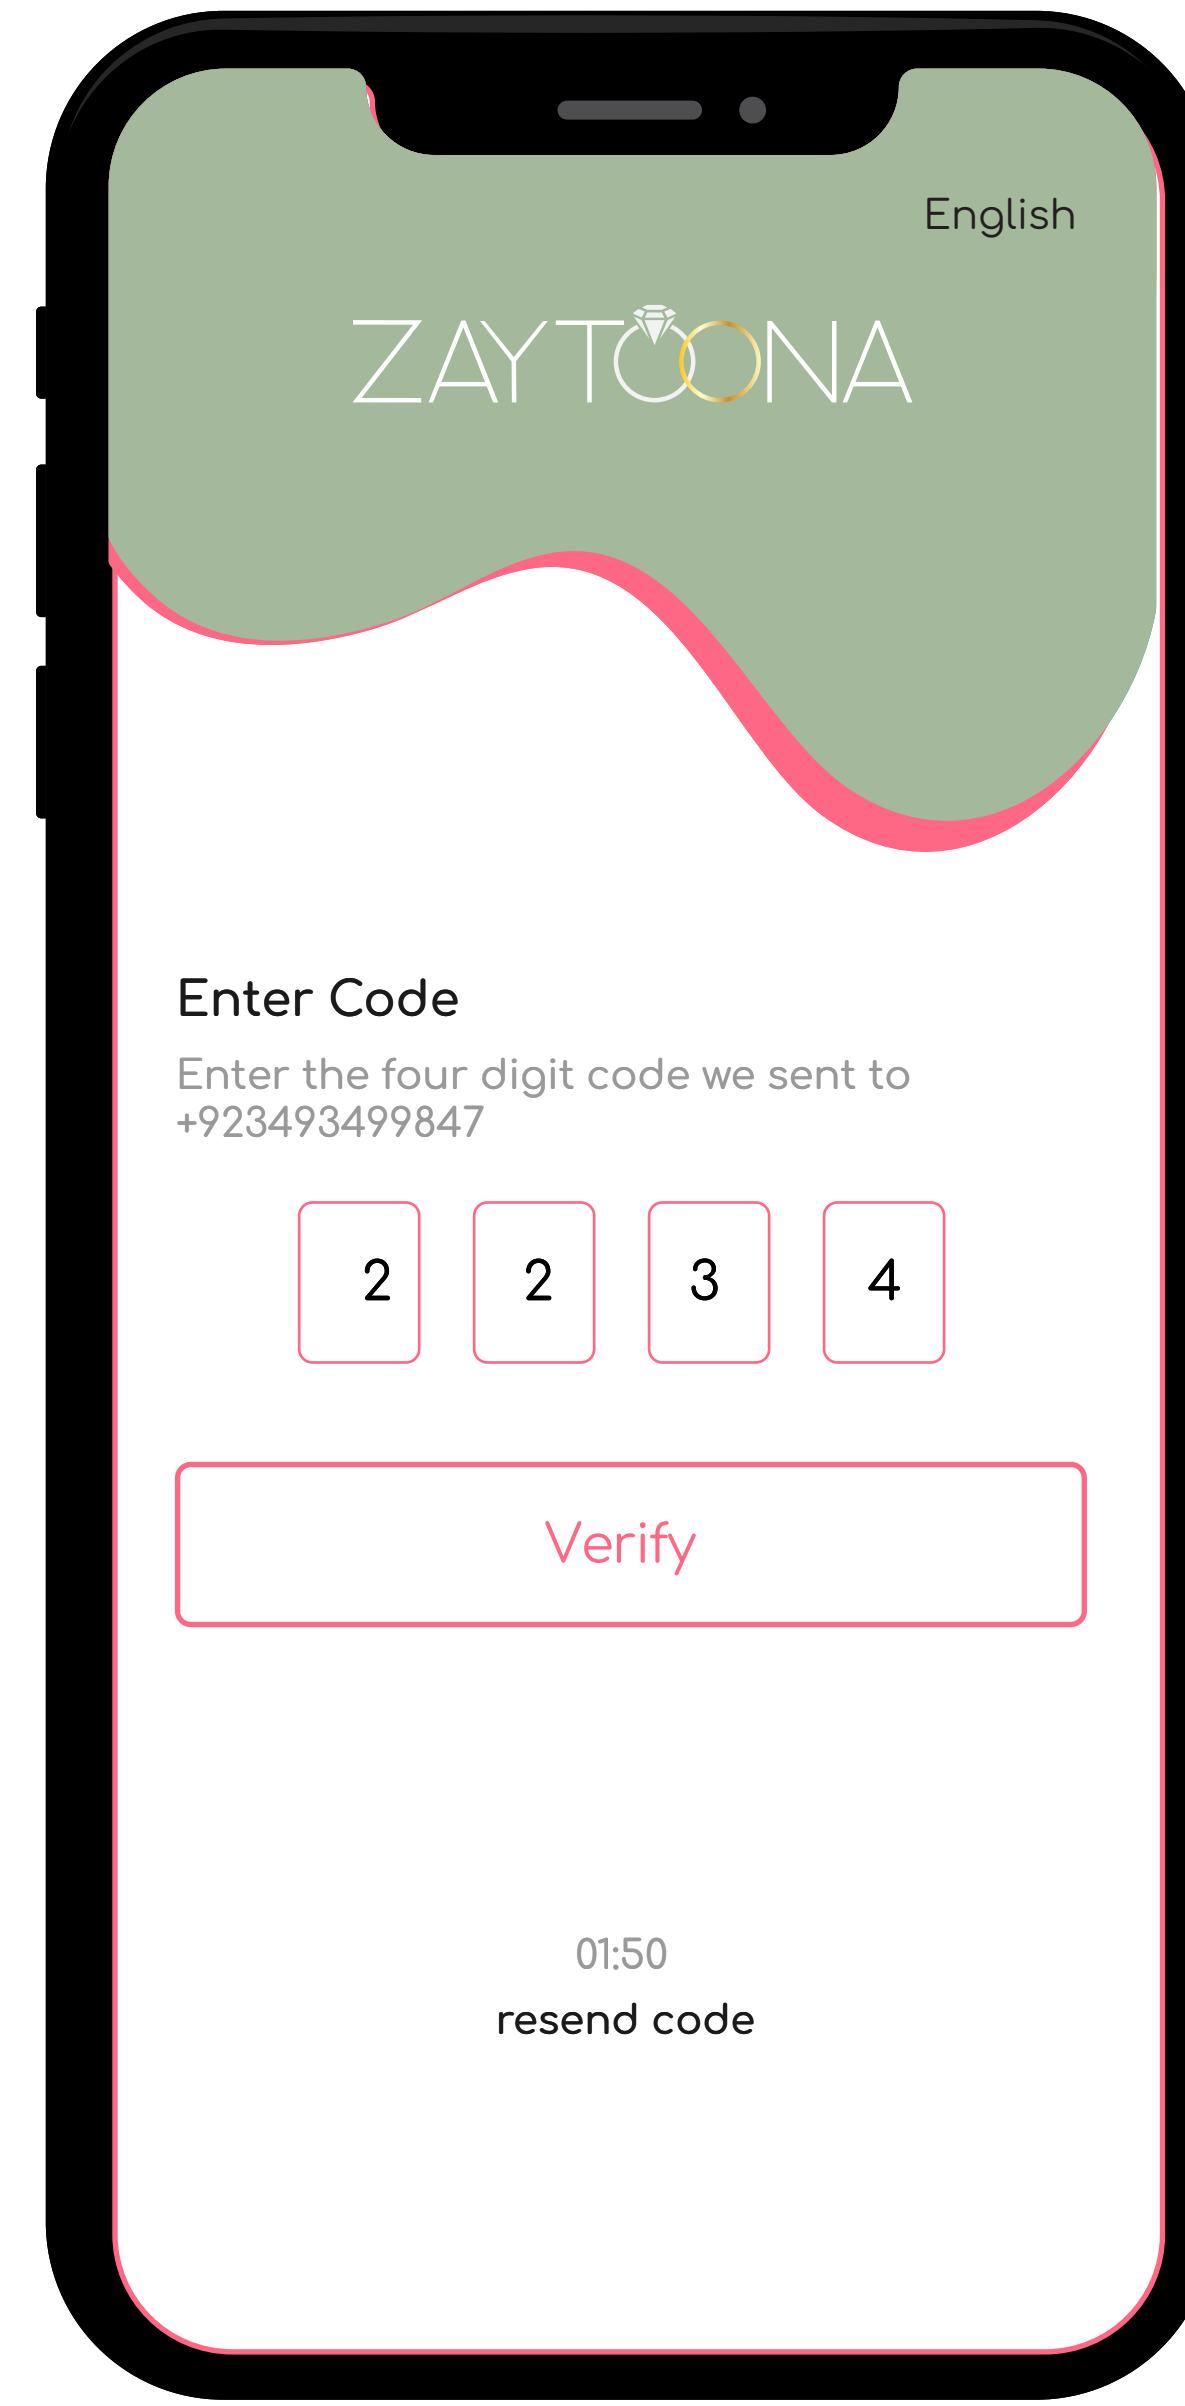 English
ZAYTOONA
Enter Code
Enter the four digit code we sent to
+923493499847
2 2 3 4
Verify
01:50
resend code